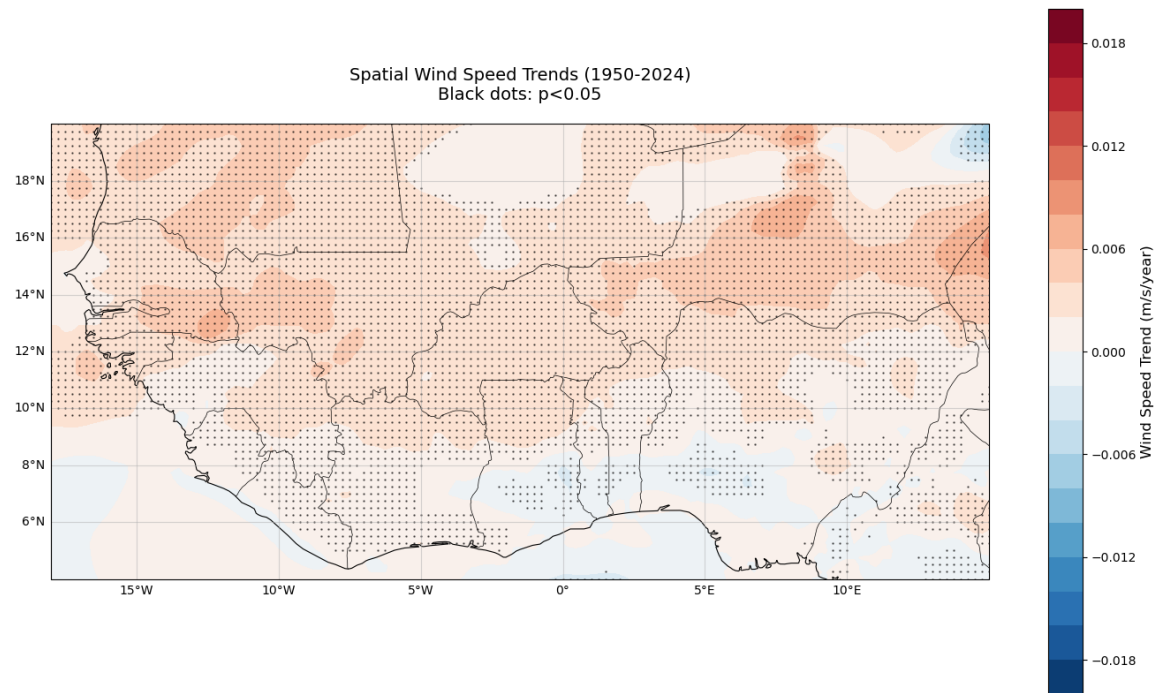 Spatial Wind Speed Trends (1950-2024)
Black dots: p<0.05
18°N
16°N
14°N
12°N
10°N
8°N
6°N
15°W
10°W
5°W
0°
5°E
10°E
0.018
0.012
0.006
0.000
−0.006
−0.012
−0.018
Wind Speed Trend (m/s/year)